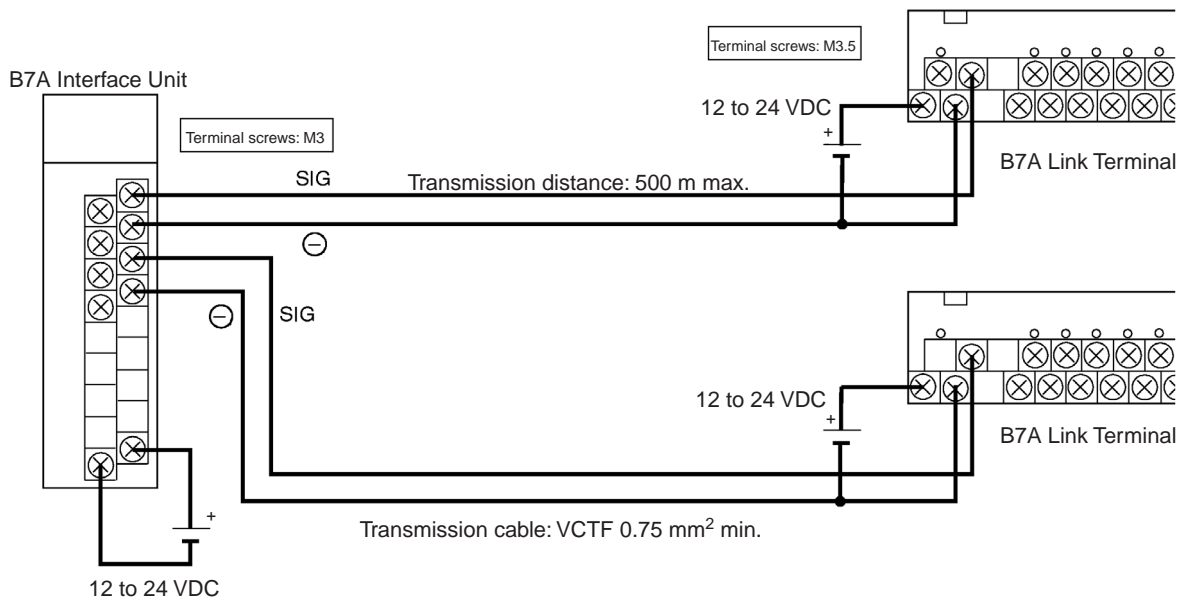 Terminal screws: M3.5
B7A Interface Unit
12 to 24 VDC
+
Terminal screws: M3
B7A Link Terminal
SIG
Transmission distance: 500 m max.
−
−
SIG
12 to 24 VDC
+
B7A Link Terminal
+
Transmission cable: VCTF 0.75 mm² min.
12 to 24 VDC